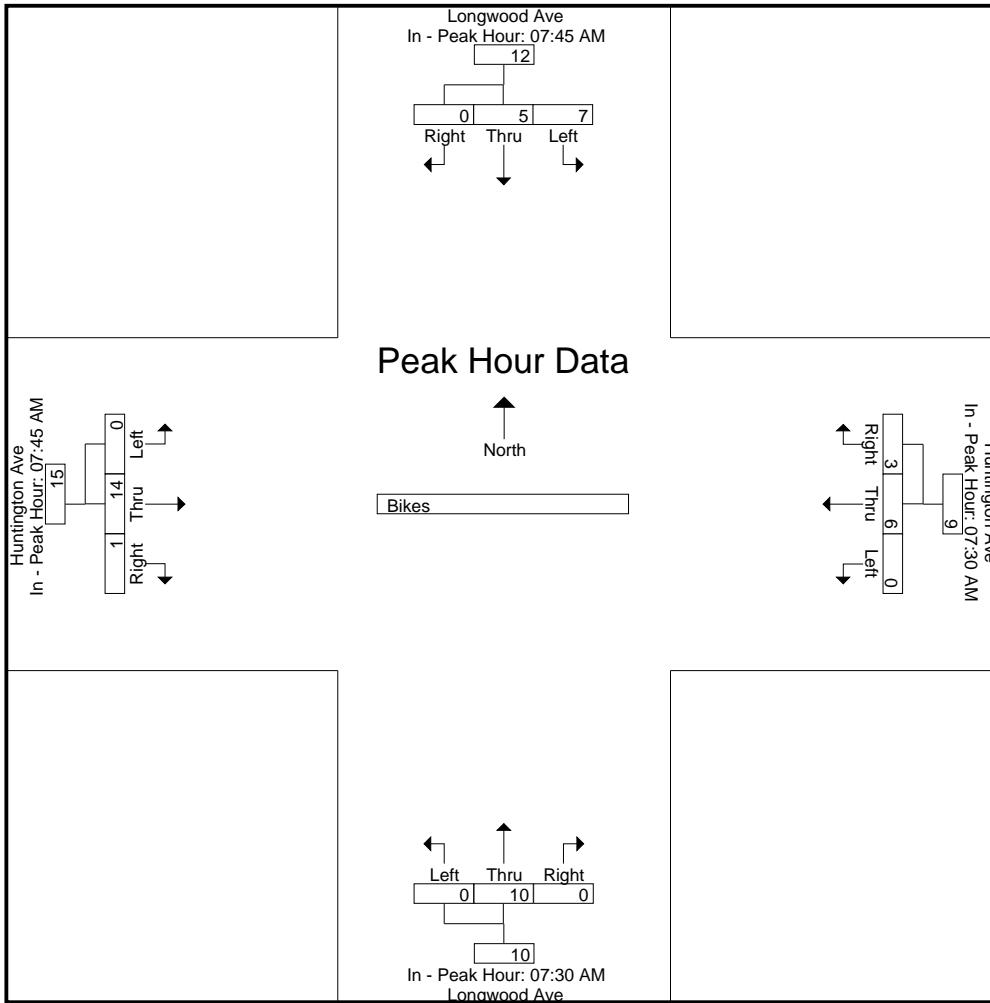 Longwood Ave
In - Peak Hour: 07:45 AM
12
0 5 7
Right Thru Left
Peak Hour Data
North
Bikes
Huntington Ave
In - Peak Hour: 07:45 AM
15
0 14 1
Left Thru Right
Huntington Ave
In - Peak Hour: 07:30 AM
9
3 6 0
Right Thru Left
Left Thru Right
0 10 0
10
In - Peak Hour: 07:30 AM
Longwood Ave